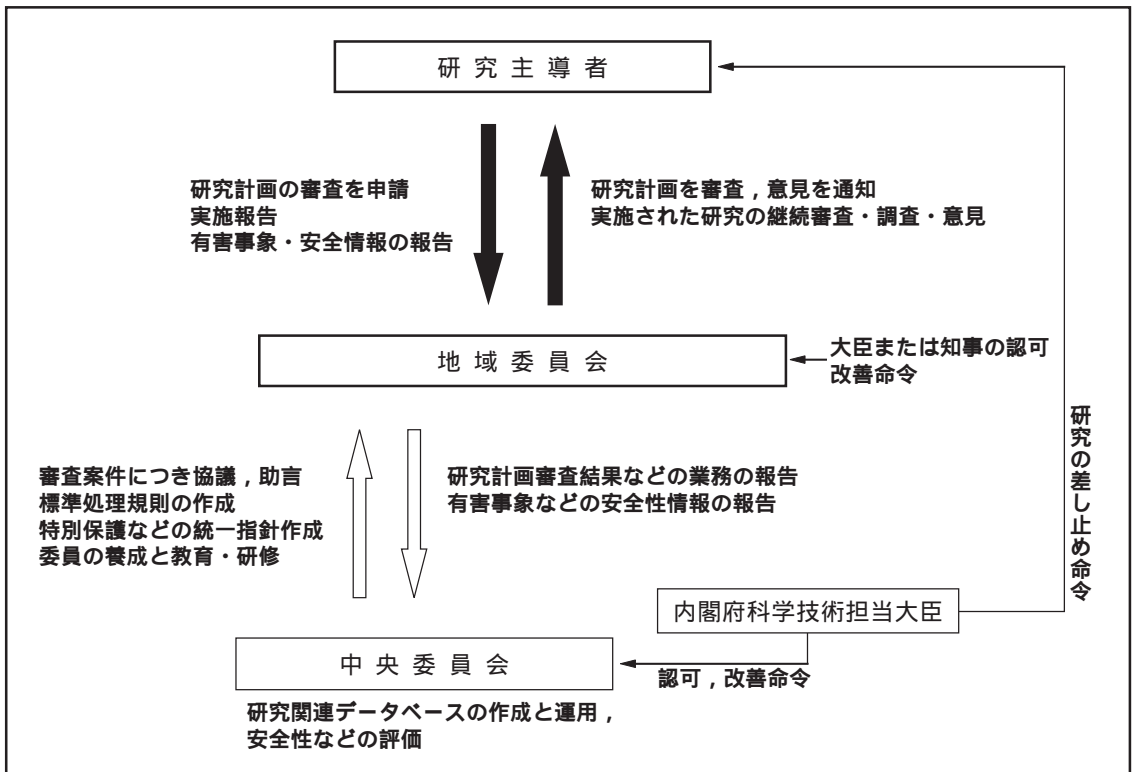 研究主導者
研究計画の審査を申請
実施報告
有害事象・安全情報の報告
研究計画を審査，意見を通知
実施された研究の継続審査・調査・意見
地域委員会
大臣または知事の認可
改善命令
研究の差し止め命令
審査案件につき協議，助言
標準処理規則の作成
特別保護などの統一指針作成
委員の養成と教育・研修
研究計画審査結果などの業務の報告
有害事象などの安全性情報の報告
内閣府科学技術担当大臣
中央委員会
認可，改善命令
研究関連データベースの作成と運用，
安全性などの評価